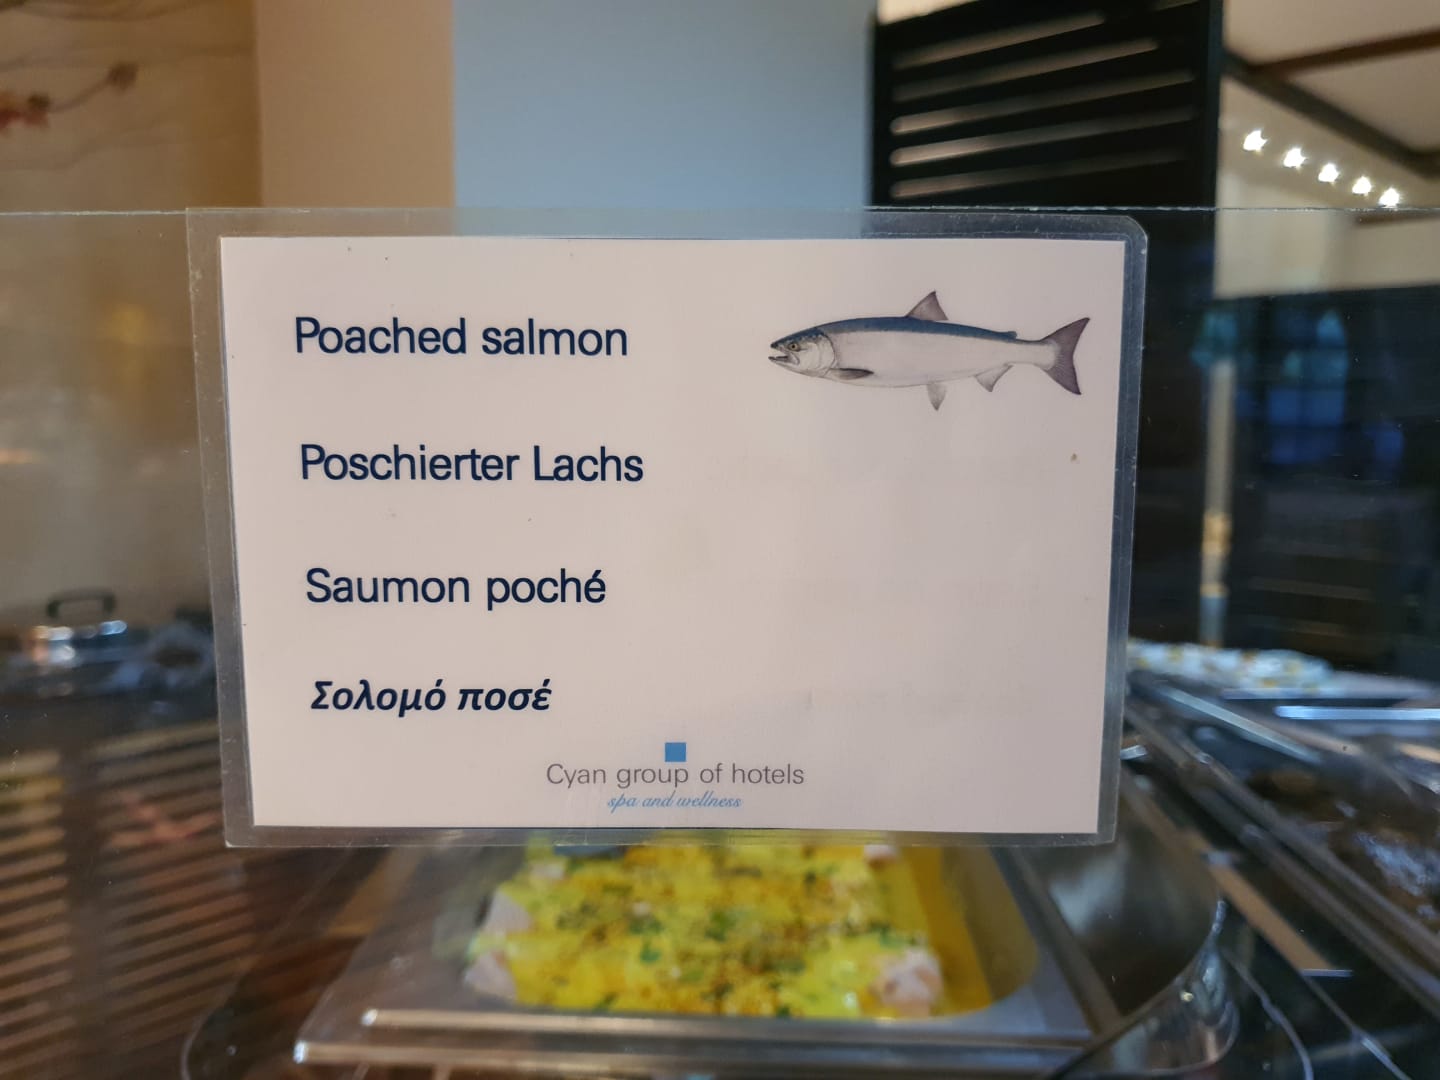 Poached salmon
Poschierter Lachs
Saumon poché
Σολομό ποσέ
Cyan group of hotels
spa and wellness